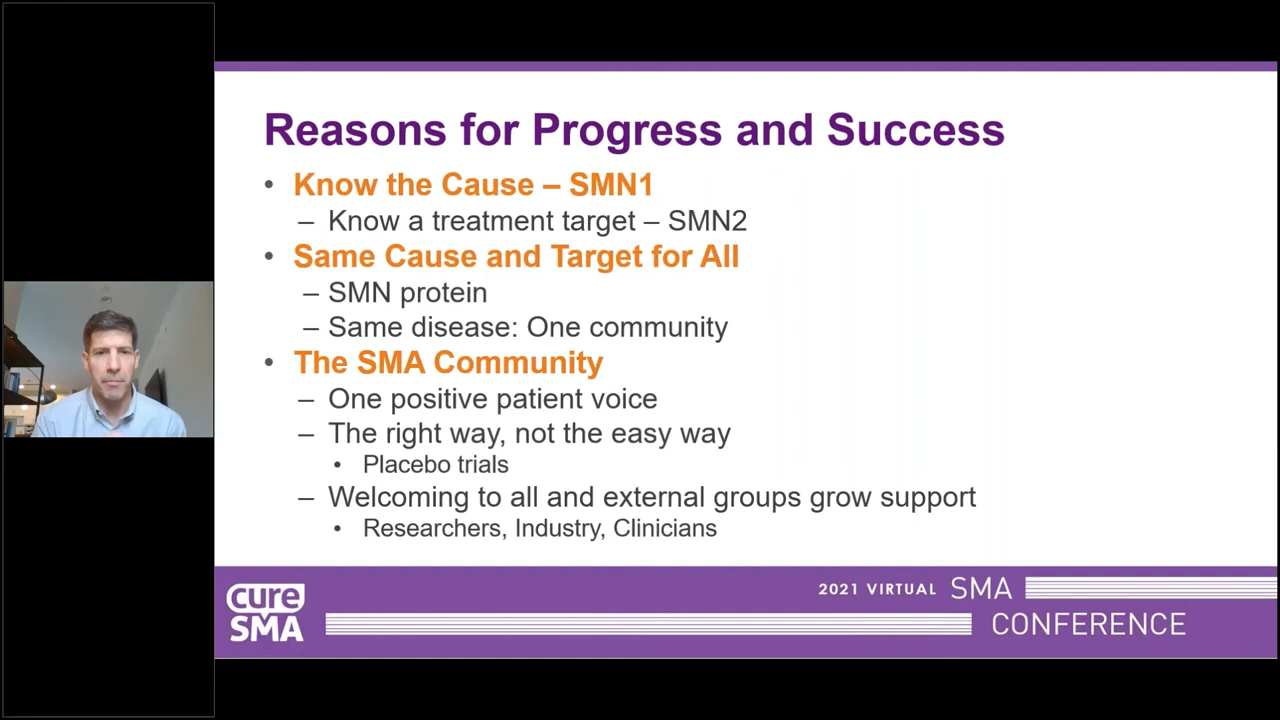 Reasons for Progress and Success
• Know the Cause – SMN1
– Know a treatment target – SMN2
• Same Cause and Target for All
– SMN protein
– Same disease: One community
• The SMA Community
– One positive patient voice
– The right way, not the easy way
• Placebo trials
– Welcoming to all and external groups grow support
• Researchers, Industry, Clinicians
cure
SMA
2021 VIRTUAL SMA
CONFERENCE